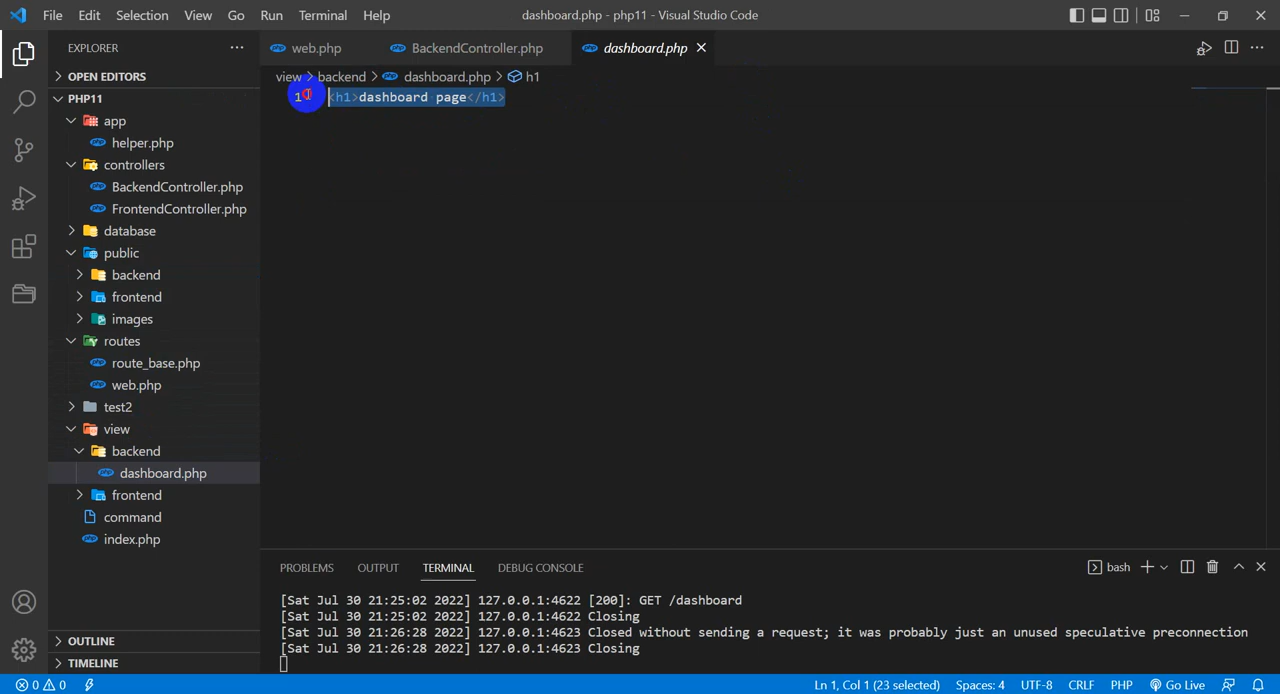 File Edit Selection View Go Run Terminal Help dashboard.php - php11 - Visual Studio Code
EXPLORER
OPEN EDITORS
PHP11
app
helper.php
controllers
BackendController.php
FrontendController.php
database
public
backend
frontend
images
routes
route_base.php
web.php
test2
view
backend
dashboard.php
frontend
command
index.php
OUTLINE
TIMELINE
web.php BackendController.php dashboard.php
view > backend > dashboard.php > h1
1 <h1>dashboard page</h1>
PROBLEMS OUTPUT TERMINAL DEBUG CONSOLE bash
[Sat Jul 30 21:25:02 2022] 127.0.0.1:4622 [200]: GET /dashboard
[Sat Jul 30 21:25:02 2022] 127.0.0.1:4622 Closing
[Sat Jul 30 21:26:28 2022] 127.0.0.1:4623 Closed without sending a request; it was probably just an unused speculative preconnection
[Sat Jul 30 21:26:28 2022] 127.0.0.1:4623 Closing
0 0 Ln 1, Col 1 (23 selected) Spaces: 4 UTF-8 CRLF PHP Go Live